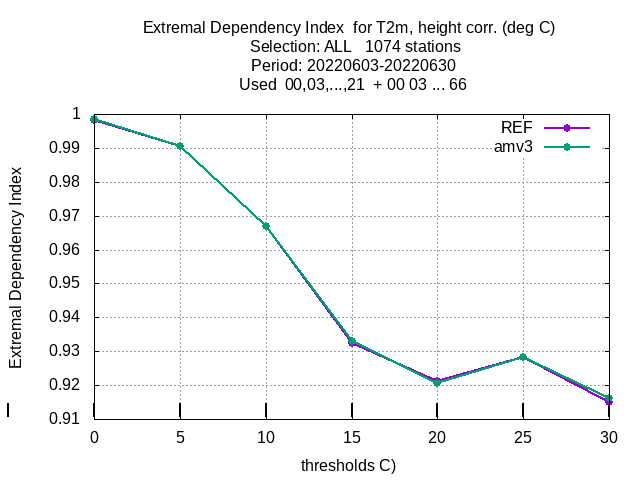 Extremal Dependency Index  for T2m, height corr. (deg C)
Selection: ALL   1074 stations
Period: 20220603-20220630
Used  00,03,...,21  + 00 03 ... 66
REF
amv3
Extremal Dependency Index
1
0.99
0.98
0.97
0.96
0.95
0.94
0.93
0.92
0.91
0 5 10 15 20 25 30
thresholds C)